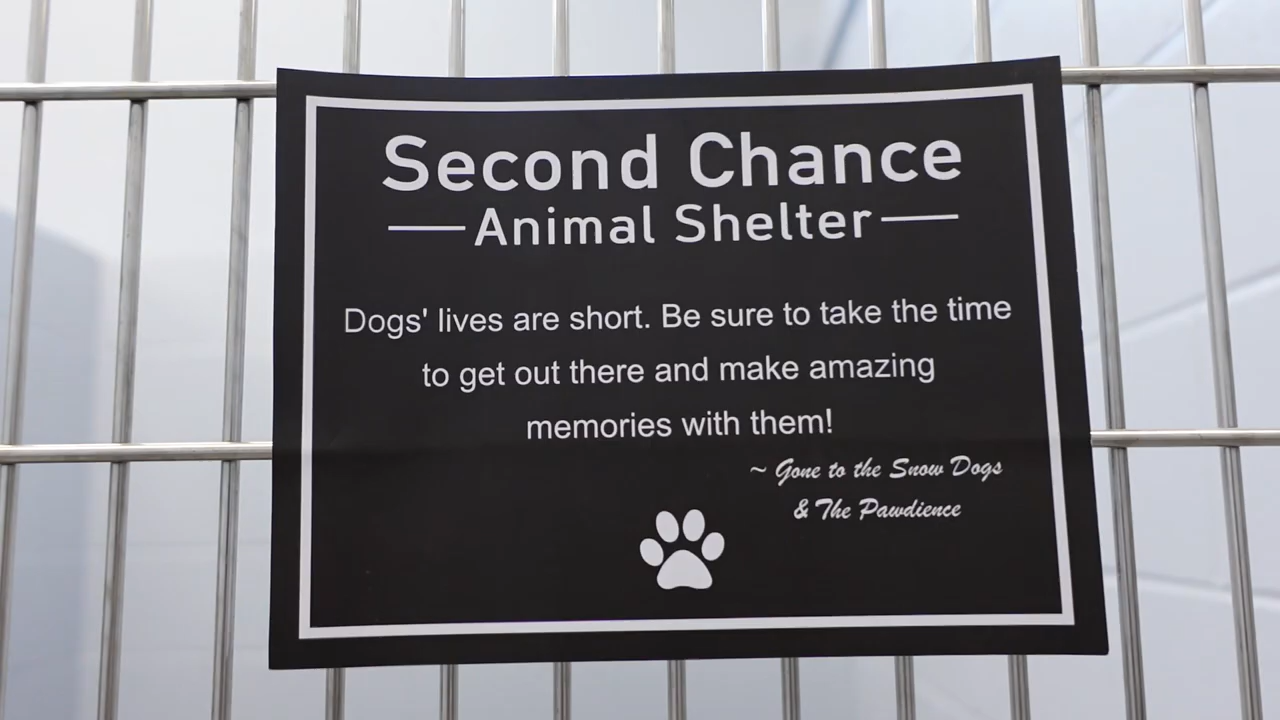 Second Chance
Animal Shelter
Dogs' lives are short. Be sure to take the time
to get out there and make amazing
memories with them!
~ Gone to the Snow Dogs
& The Pawdience